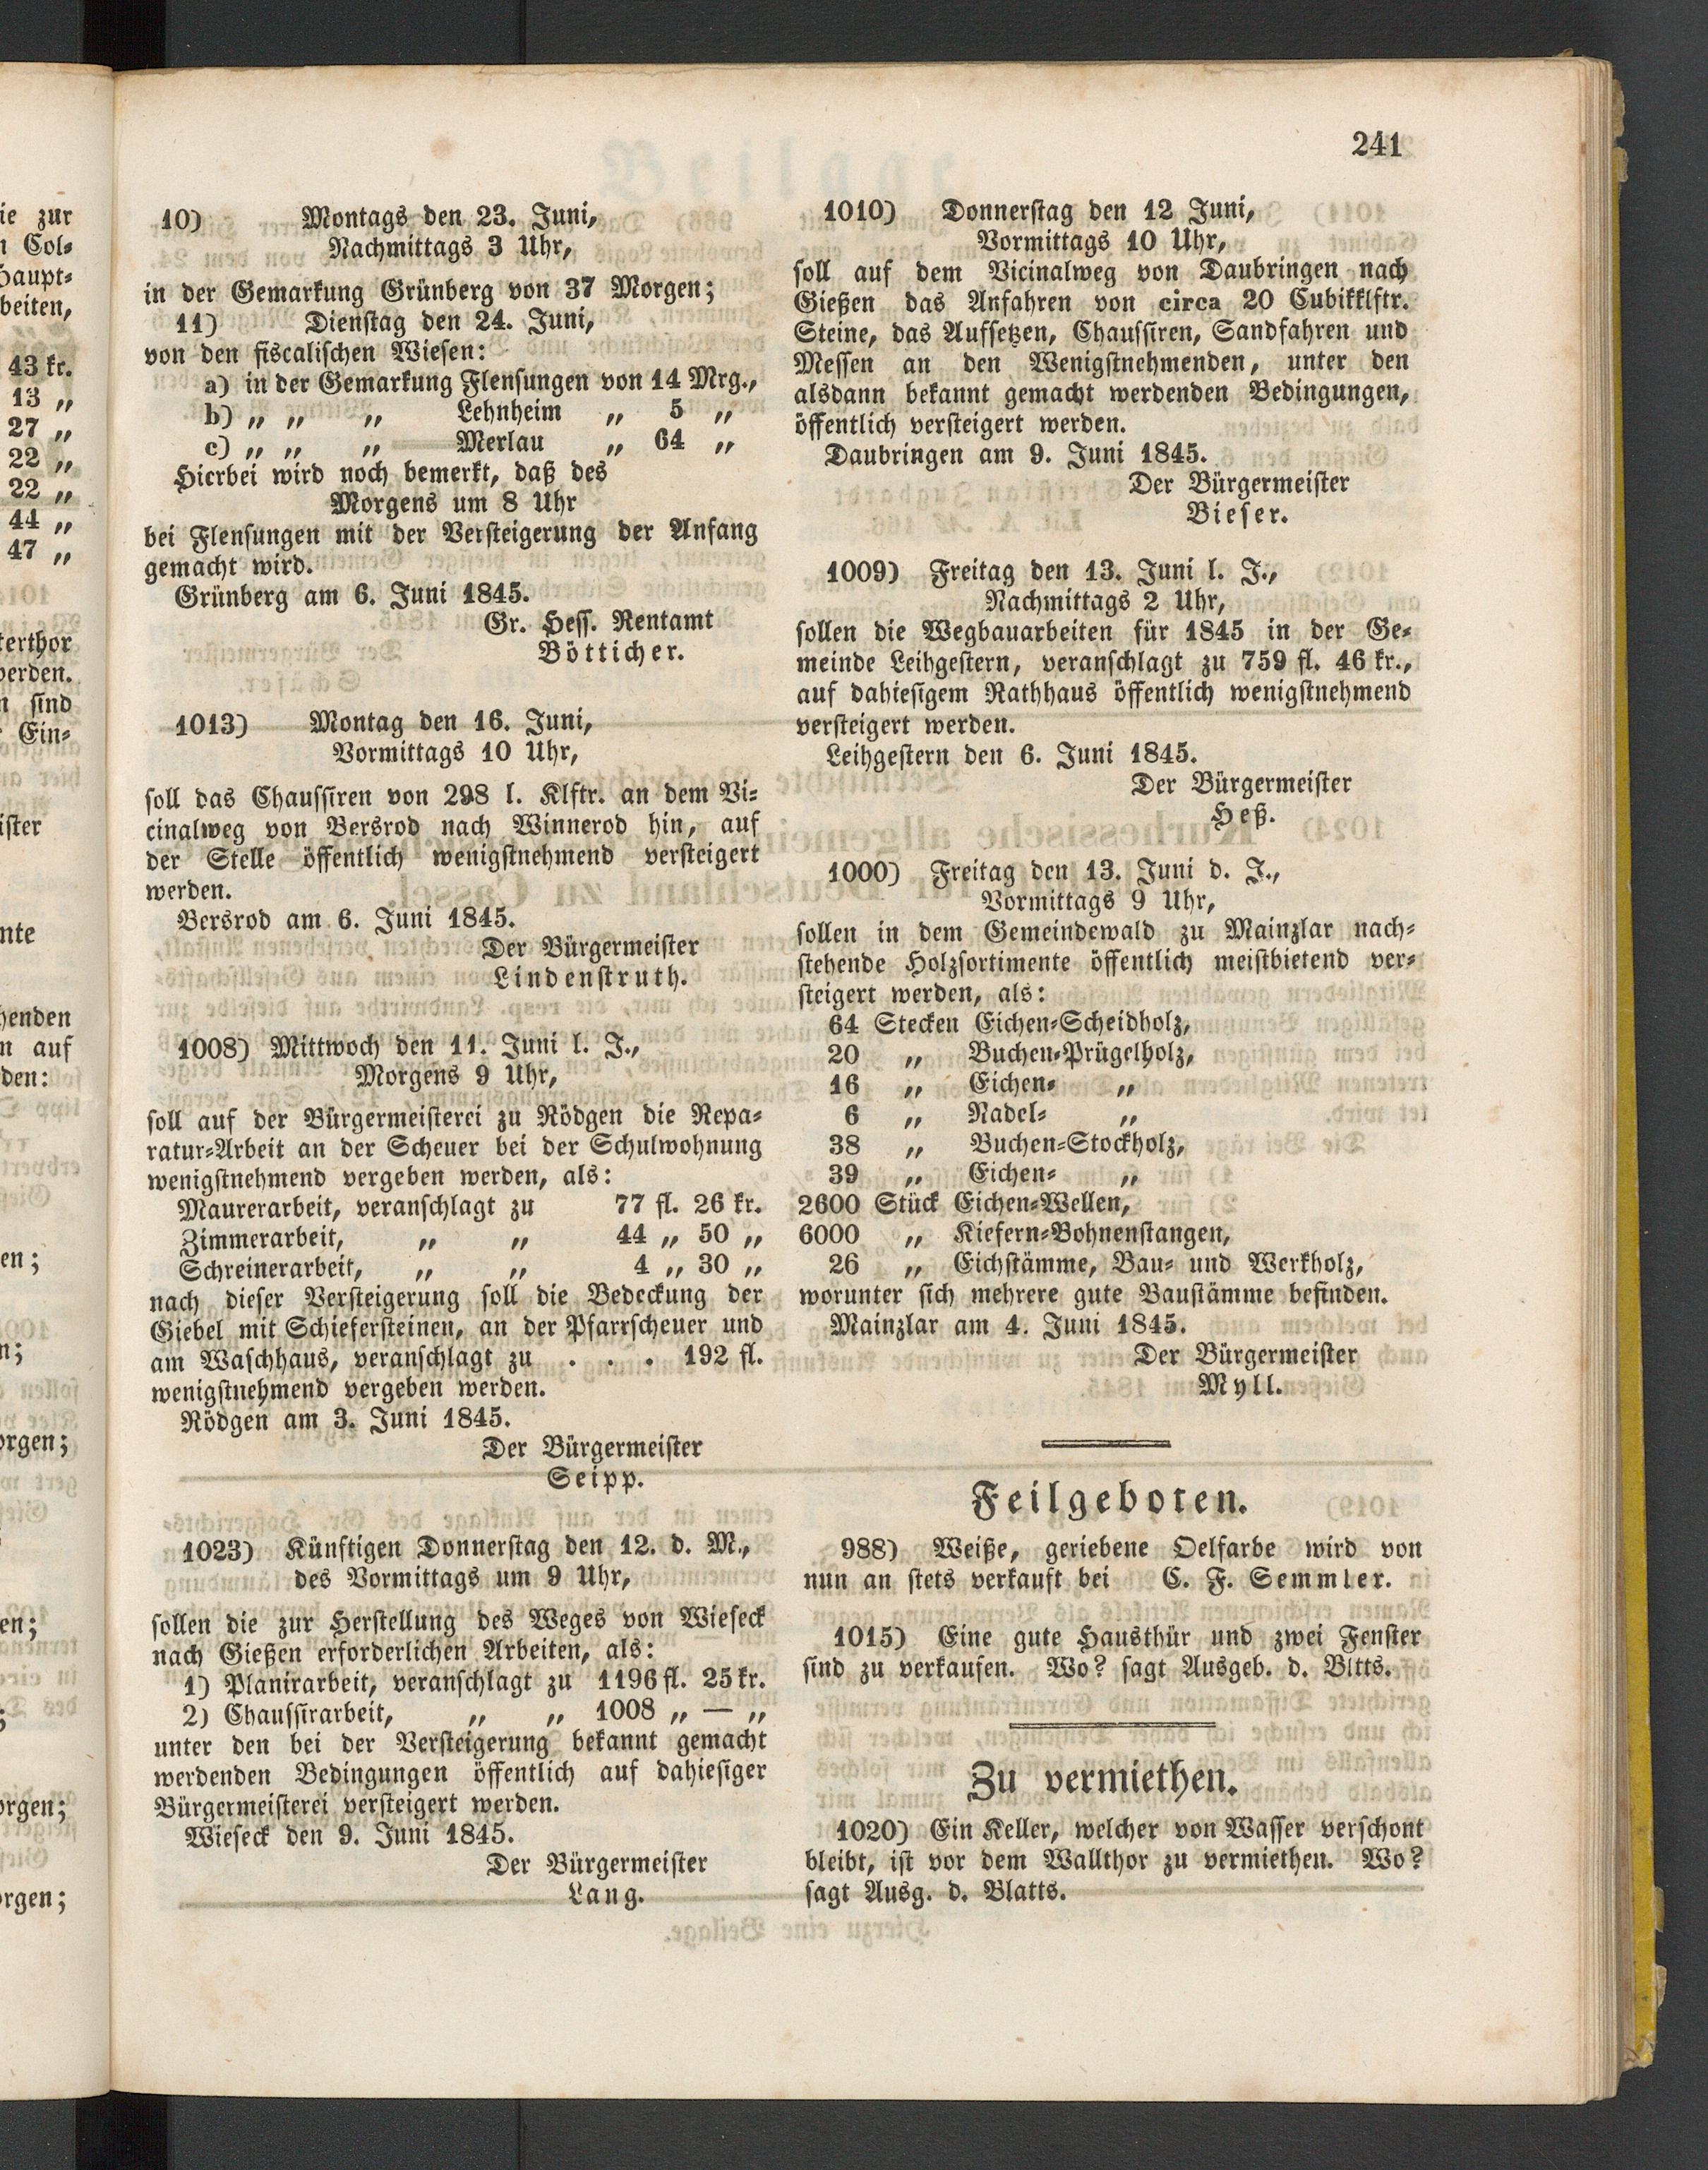 241
10) Montags den 23. Juni,
Nachmittags 3 Uhr,
in der Gemarkung Grünberg von 37 Morgen;
11) Dienstag den 24. Juni,
von den fiscalischen Wiesen:
a) in der Gemarkung Flensungen von 14 Mrg.,
b) „ „ „ Lehnheim „ 5 „
c) „ „ „ Merlau „ 64 „
Hierbei wird noch bemerkt, daß des
Morgens um 8 Uhr
bei Flensungen mit der Versteigerung der Anfang
gemacht wird.
Grünberg am 6. Juni 1845.
Gr. Hess. Rentamt
Bötticher.
1013) Montag den 16. Juni,
Vormittags 10 Uhr,
soll das Chaussiren von 298 l. Klftr. an dem Vi-
cinalweg von Bersrod nach Winnerod hin, auf
der Stelle öffentlich wenigstnehmend versteigert
werden.
Bersrod am 6. Juni 1845.
Der Bürgermeister
Lindenstruth.
1008) Mittwoch den 11. Juni l. J.,
Morgens 9 Uhr,
soll auf der Bürgermeisterei zu Rödgen die Repa-
ratur-Arbeit an der Scheuer bei der Schulwohnung
wenigstnehmend vergeben werden, als:
Maurerarbeit, veranschlagt zu 77 fl. 26 kr.
Zimmerarbeit, „ „ 44 „ 50 „
Schreinerarbeit, „ „ 4 „ 30 „
nach dieser Versteigerung soll die Bedeckung der
Giebel mit Schiefersteinen, an der Pfarrscheuer und
am Waschhaus, veranschlagt zu . . . 192 fl.
wenigstnehmend vergeben werden.
Rödgen am 3. Juni 1845.
Der Bürgermeister
Seipp.
1023) Künftigen Donnerstag den 12. d. M.,
des Vormittags um 9 Uhr,
sollen die zur Herstellung des Weges von Wieseck
nach Gießen erforderlichen Arbeiten, als:
1) Planirarbeit, veranschlagt zu 1196 fl. 25 kr.
2) Chaussirarbeit, „ „ 1008 „ — „
unter den bei der Versteigerung bekannt gemacht
werdenden Bedingungen öffentlich auf dahiesiger
Bürgermeisterei versteigert werden.
Wieseck den 9. Juni 1845.
Der Bürgermeister
Lang.
1010) Donnerstag den 12 Juni,
Vormittags 10 Uhr,
soll auf dem Vicinalweg von Daubringen nach
Gießen das Anfahren von circa 20 Cubikklftr.
Steine, das Aufsetzen, Chaussiren, Sandfahren und
Messen an den Wenigstnehmenden, unter den
alsdann bekannt gemacht werdenden Bedingungen,
öffentlich versteigert werden.
Daubringen am 9. Juni 1845.
Der Bürgermeister
Bieser.
1009) Freitag den 13. Juni l. J.,
Nachmittags 2 Uhr,
sollen die Wegbauarbeiten für 1845 in der Ge-
meinde Leihgestern, veranschlagt zu 759 fl. 46 kr.,
auf dahiesigem Rathhaus öffentlich wenigstnehmend
versteigert werden.
Leihgestern den 6. Juni 1845.
Der Bürgermeister
Heß.
1000) Freitag den 13. Juni d. J.,
Vormittags 9 Uhr,
sollen in dem Gemeindewald zu Mainzlar nach-
stehende Holzsortimente öffentlich meistbietend ver-
steigert werden, als:
64 Stecken Eichen-Scheidholz,
20 „ Buchen-Prügelholz,
16 „ Eichen- „
6 „ Nadel- „
38 „ Buchen-Stockholz,
39 „ Eichen- „
2600 Stück Eichen-Wellen,
6000 „ Kiefern-Bohnenstangen,
26 „ Eichstämme, Bau- und Werkholz,
worunter sich mehrere gute Baustämme befinden.
Mainzlar am 4. Juni 1845.
Der Bürgermeister
Myll.
Feilgeboten.
988) Weiße, geriebene Oelfarbe wird von
nun an stets verkauft bei C. F. Semmler.
1015) Eine gute Hausthür und zwei Fenster
sind zu verkaufen. Wo? sagt Ausgeb. d. Bltts.
Zu vermiethen.
1020) Ein Keller, welcher von Wasser verschont
bleibt, ist vor dem Wallthor zu vermiethen. Wo?
sagt Ausg. d. Blatts.